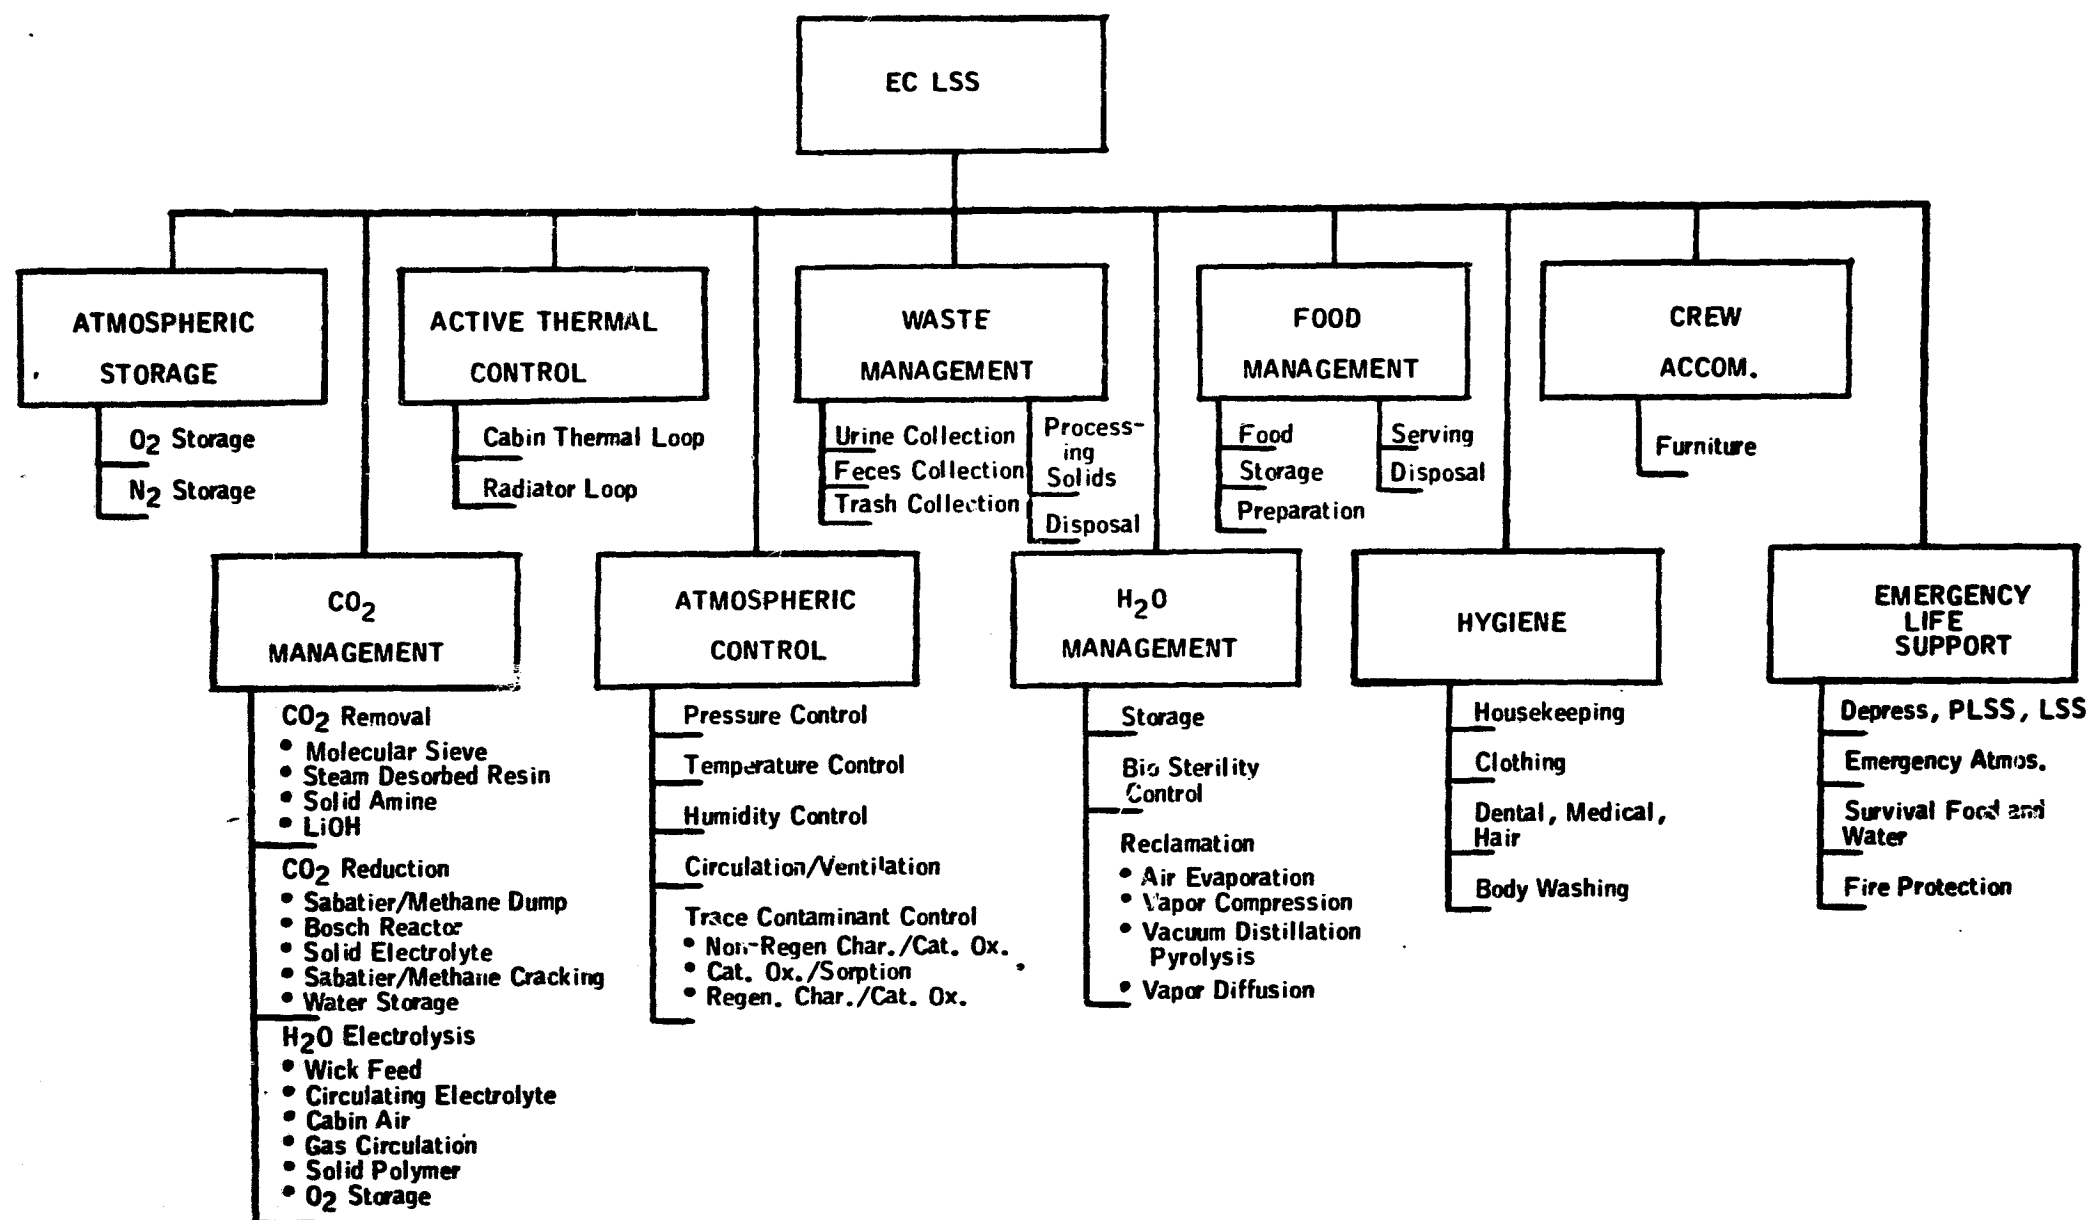 EC LSS
ATMOSPHERIC
STORAGE
O2 Storage
N2 Storage
ACTIVE THERMAL
CONTROL
Cabin Thermal Loop
Radiator Loop
WASTE
MANAGEMENT
Urine Collection
Feces Collection
Trash Collection
Process-
ing
Solids
Disposal
FOOD
MANAGEMENT
Food
Storage
Preparation
Serving
Disposal
CREW
ACCOM.
Furniture
CO2
MANAGEMENT
CO2 Removal
• Molecular Sieve
• Steam Desorbed Resin
• Solid Amine
• LiOH
CO2 Reduction
• Sabatier/Methane Dump
• Bosch Reactor
• Solid Electrolyte
• Sabatier/Methane Cracking
• Water Storage
H2O Electrolysis
• Wick Feed
• Circulating Electrolyte
• Cabin Air
• Gas Circulation
• Solid Polymer
• O2 Storage
ATMOSPHERIC
CONTROL
Pressure Control
Temperature Control
Humidity Control
Circulation/Ventilation
Trace Contaminant Control
• Non-Regen Char./Cat. Ox.
• Cat. Ox./Sorption
• Regen. Char./Cat. Ox.
H2O
MANAGEMENT
Storage
Bio Sterility
Control
Reclamation
• Air Evaporation
• Vapor Compression
• Vacuum Distillation
Pyrolysis
• Vapor Diffusion
HYGIENE
Housekeeping
Clothing
Dental, Medical,
Hair
Body Washing
EMERGENCY
LIFE
SUPPORT
Depress, PLSS, LSS
Emergency Atmos.
Survival Food and
Water
Fire Protection